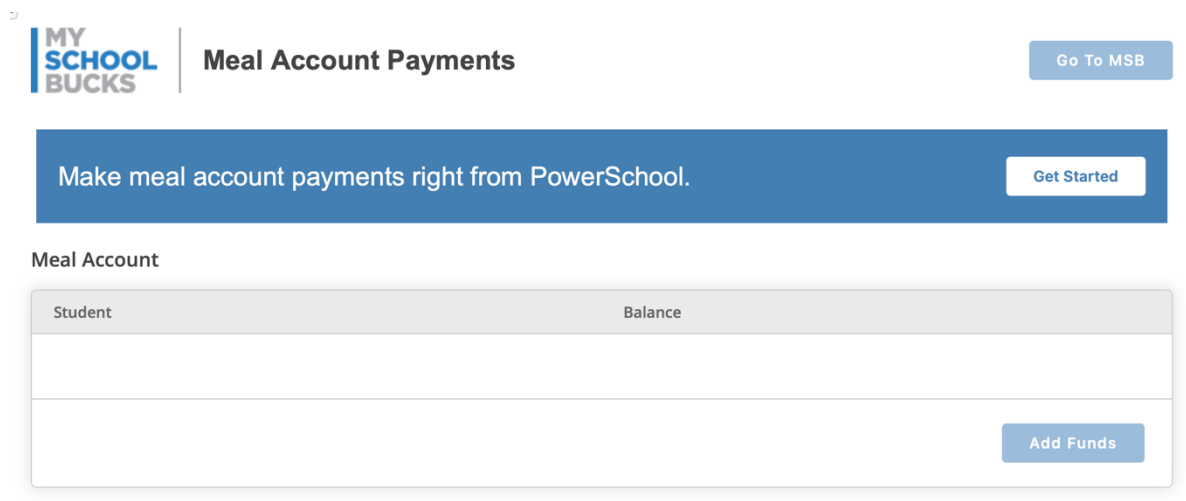 MY
SCHOOL
BUCKS
Meal Account Payments
Go To MSB
Make meal account payments right from PowerSchool.
Get Started
Meal Account
Student Balance
Add Funds